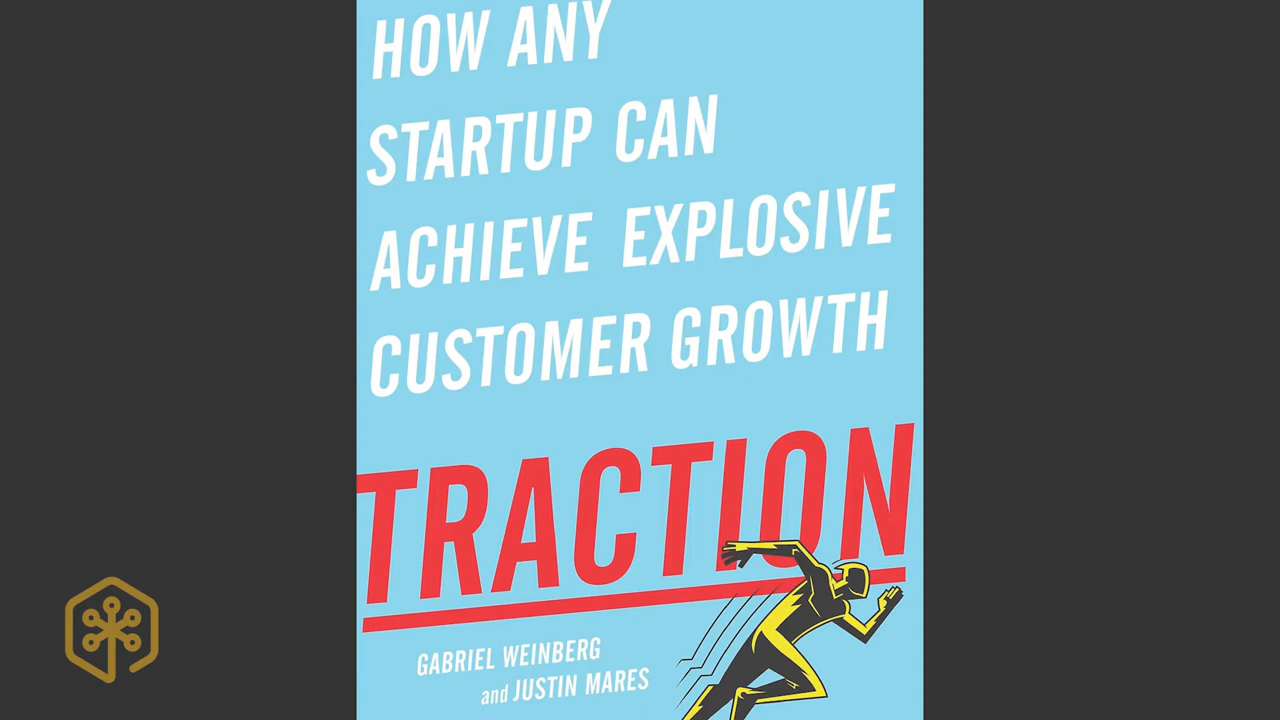 HOW ANY
STARTUP CAN
ACHIEVE EXPLOSIVE
CUSTOMER GROWTH
TRACTION
GABRIEL WEINBERG
and JUSTIN MARES